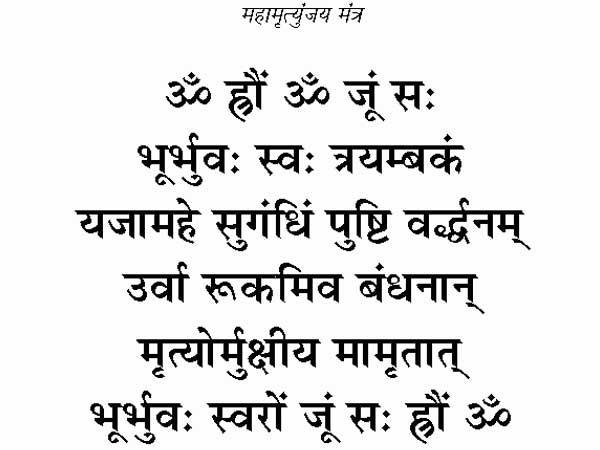 महामृत्युंजय मंत्र
ॐ ह्रौं ॐ जूं सः
भूर्भुवः स्वः त्रयम्बकं
यजामहे सुगंधिं पुष्टि वर्द्धनम्
उर्वा रूकमिव बंधनान्
मृत्योर्मुक्षीय मामृतात्
भूर्भुवः स्वरों जूं सः ह्रौं ॐ